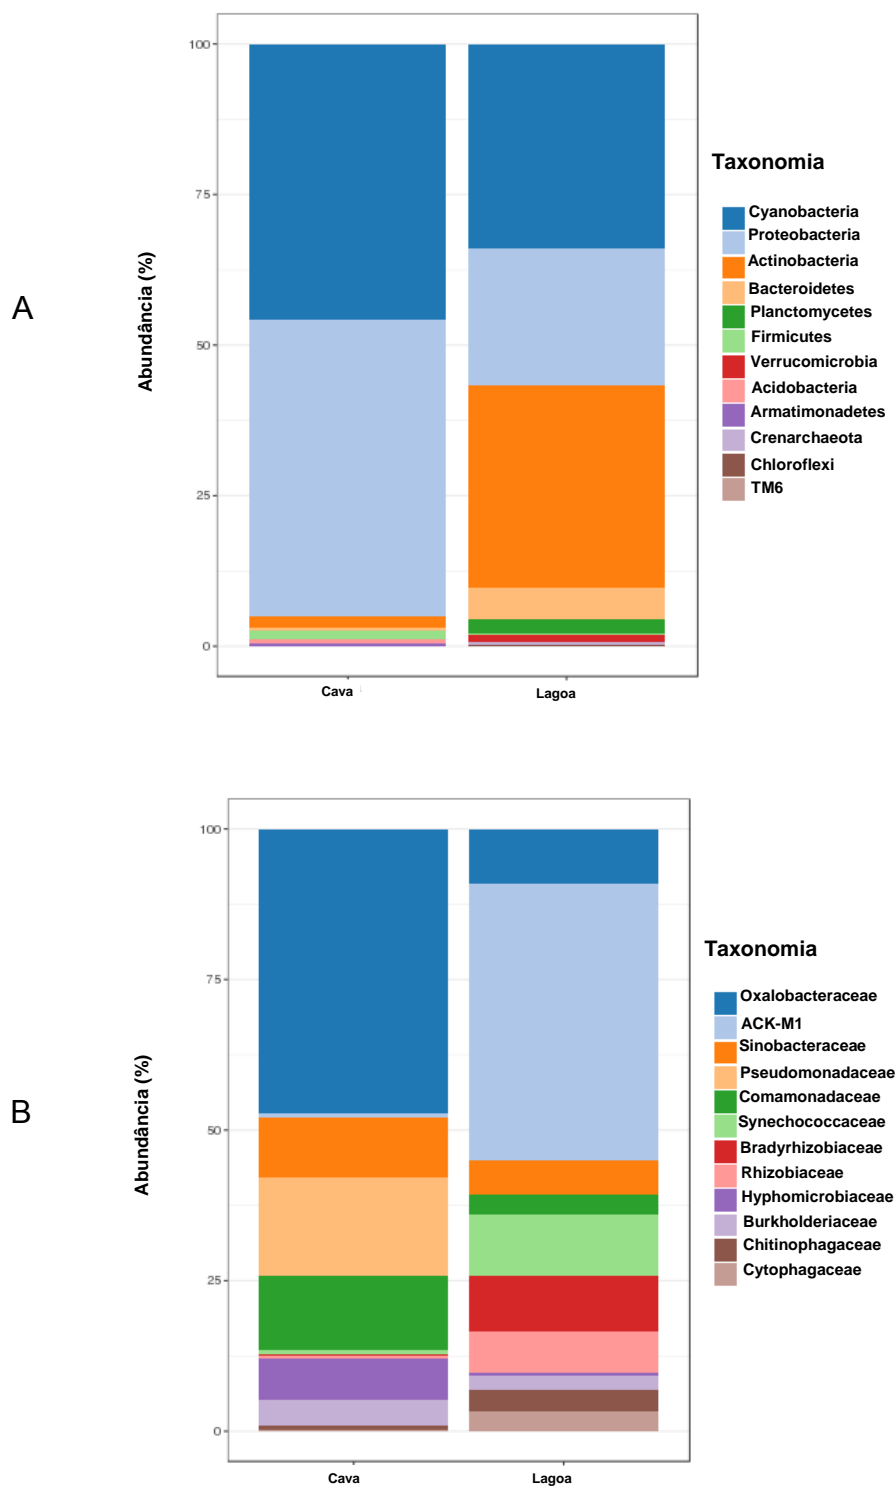 A
Abundância (%)
100
75
50
25
0
Cava
Lagoa
Taxonomia
Cyanobacteria
Proteobacteria
Actinobacteria
Bacteroidetes
Planctomycetes
Firmicutes
Verrucomicrobia
Acidobacteria
Armatimonadetes
Crenarchaeota
Chloroflexi
TM6
B
Abundância (%)
100
75
50
25
0
Cava
Lagoa
Taxonomia
Oxalobacteraceae
ACK-M1
Sinobacteraceae
Pseudomonadaceae
Comamonadaceae
Synechococcaceae
Bradyrhizobiaceae
Rhizobiaceae
Hyphomicrobiaceae
Burkholderiaceae
Chitinophagaceae
Cytophagaceae